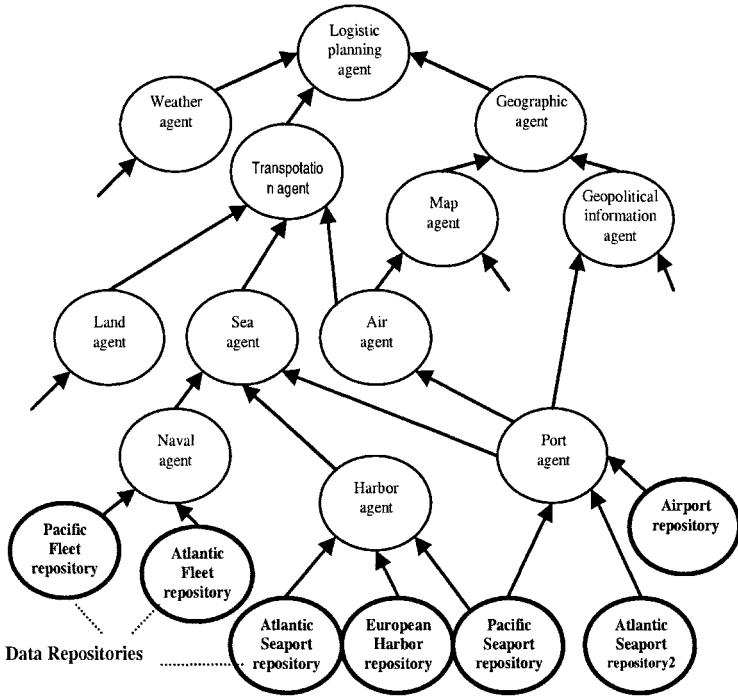 Logistic
planning
agent
Weather
agent
Geographic
agent
Transpotatio
n agent
Map
agent
Geopolitical
information
agent
Land
agent
Sea
agent
Air
agent
Naval
agent
Port
agent
Harbor
agent
Airport
repository
Pacific
Fleet
repository
Atlantic
Fleet
repository
Atlantic
Seaport
repository
European
Harbor
repository
Pacific
Seaport
repository
Atlantic
Seaport
repository2
Data Repositories